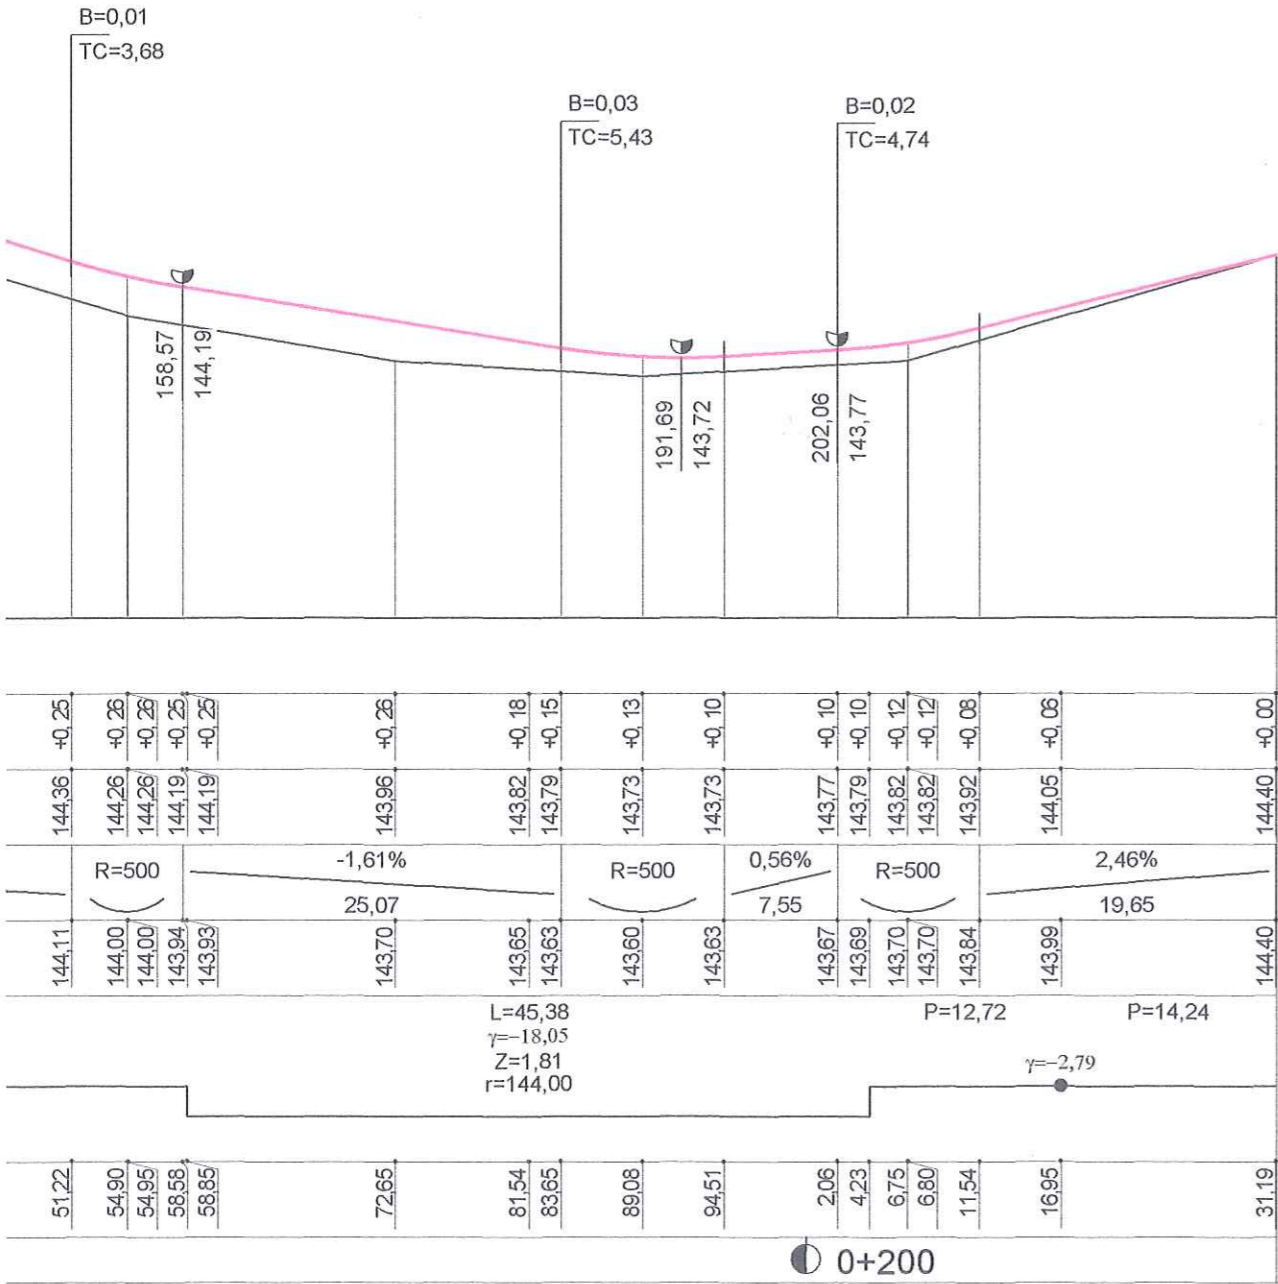 B=0,01
TC=3,68
B=0,03
TC=5,43
B=0,02
TC=4,74
158,57
144,19
191,69
143,72
202,06
143,77
+0,25 +0,26 +0,26 +0,25 +0,25 +0,26 +0,18 +0,15 +0,13 +0,10 +0,10 +0,10 +0,12 +0,12 +0,08 +0,06 +0,00
144,36 144,26 144,26 144,19 144,19 143,96 143,82 143,79 143,73 143,73 143,77 143,79 143,82 143,82 143,92 144,05 144,40
R=500 -1,61% R=500 0,56% R=500 2,46%
25,07 7,55 19,65
144,11 144,00 144,00 143,94 143,93 143,70 143,65 143,63 143,60 143,63 143,67 143,69 143,70 143,70 143,84 143,99 144,40
L=45,38 P=12,72 P=14,24
γ=−18,05
Z=1,81
r=144,00
γ=−2,79
51,22 54,90 54,95 58,58 58,85 72,65 81,54 83,65 89,08 94,51 2,06 4,23 6,75 6,80 11,54 16,95 31,19
0+200